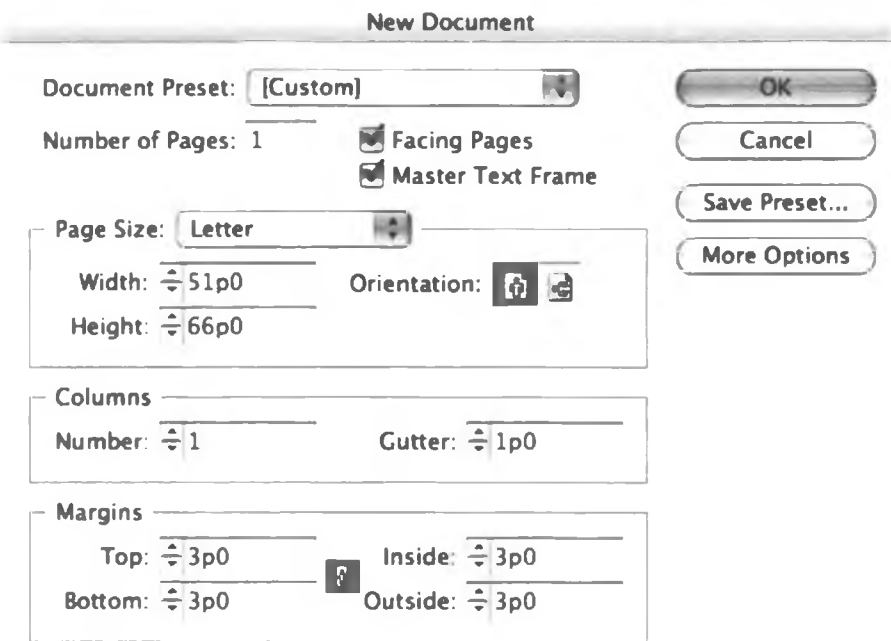 New Document
Document Preset: [Custom]
OK
Number of Pages: 1
Facing Pages
Cancel
Master Text Frame
Save Preset...
Page Size: Letter
More Options
Width: 51p0
Orientation:
Height: 66p0
Columns
Number: 1
Gutter: 1p0
Margins
Top: 3p0
Inside: 3p0
Bottom: 3p0
Outside: 3p0